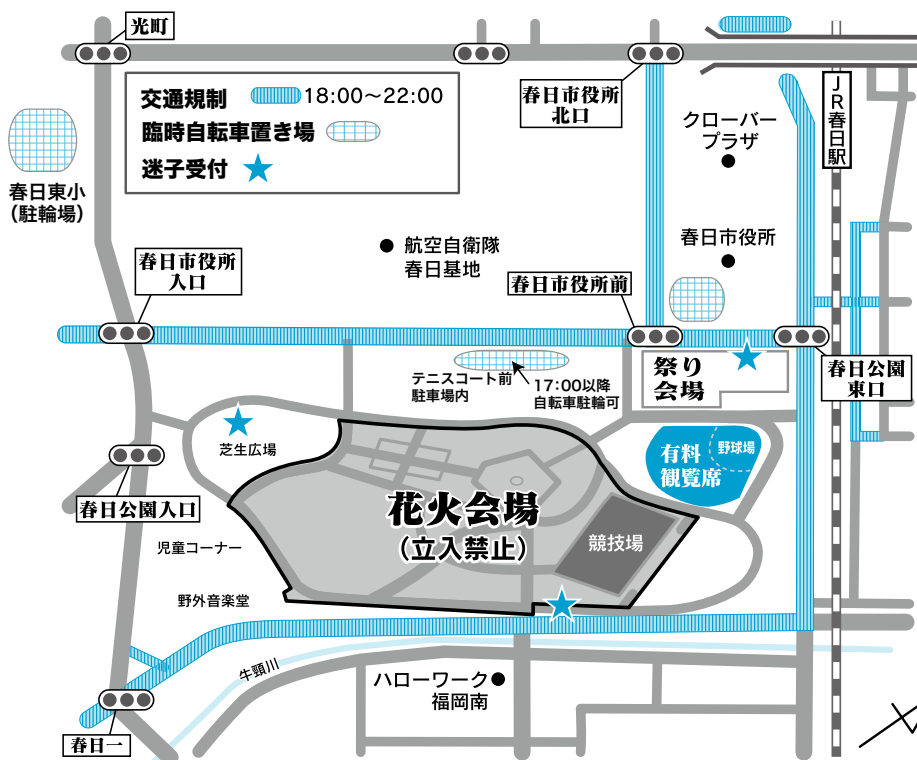 光町
交通規制 18:00〜22:00
臨時自転車置き場
迷子受付
春日市役所
北口
クローバー
プラザ
JR春日駅
春日東小
(駐輪場)
春日市役所
入口
航空自衛隊
春日基地
春日市役所
春日市役所前
テニスコート前
駐車場内
17:00以降
自転車駐輪可
祭り
会場
春日公園
東口
芝生広場
有料
観覧席
野球場
春日公園入口
花火会場
(立入禁止)
競技場
児童コーナー
野外音楽堂
牛頸川
ハローワーク
福岡南
春日一